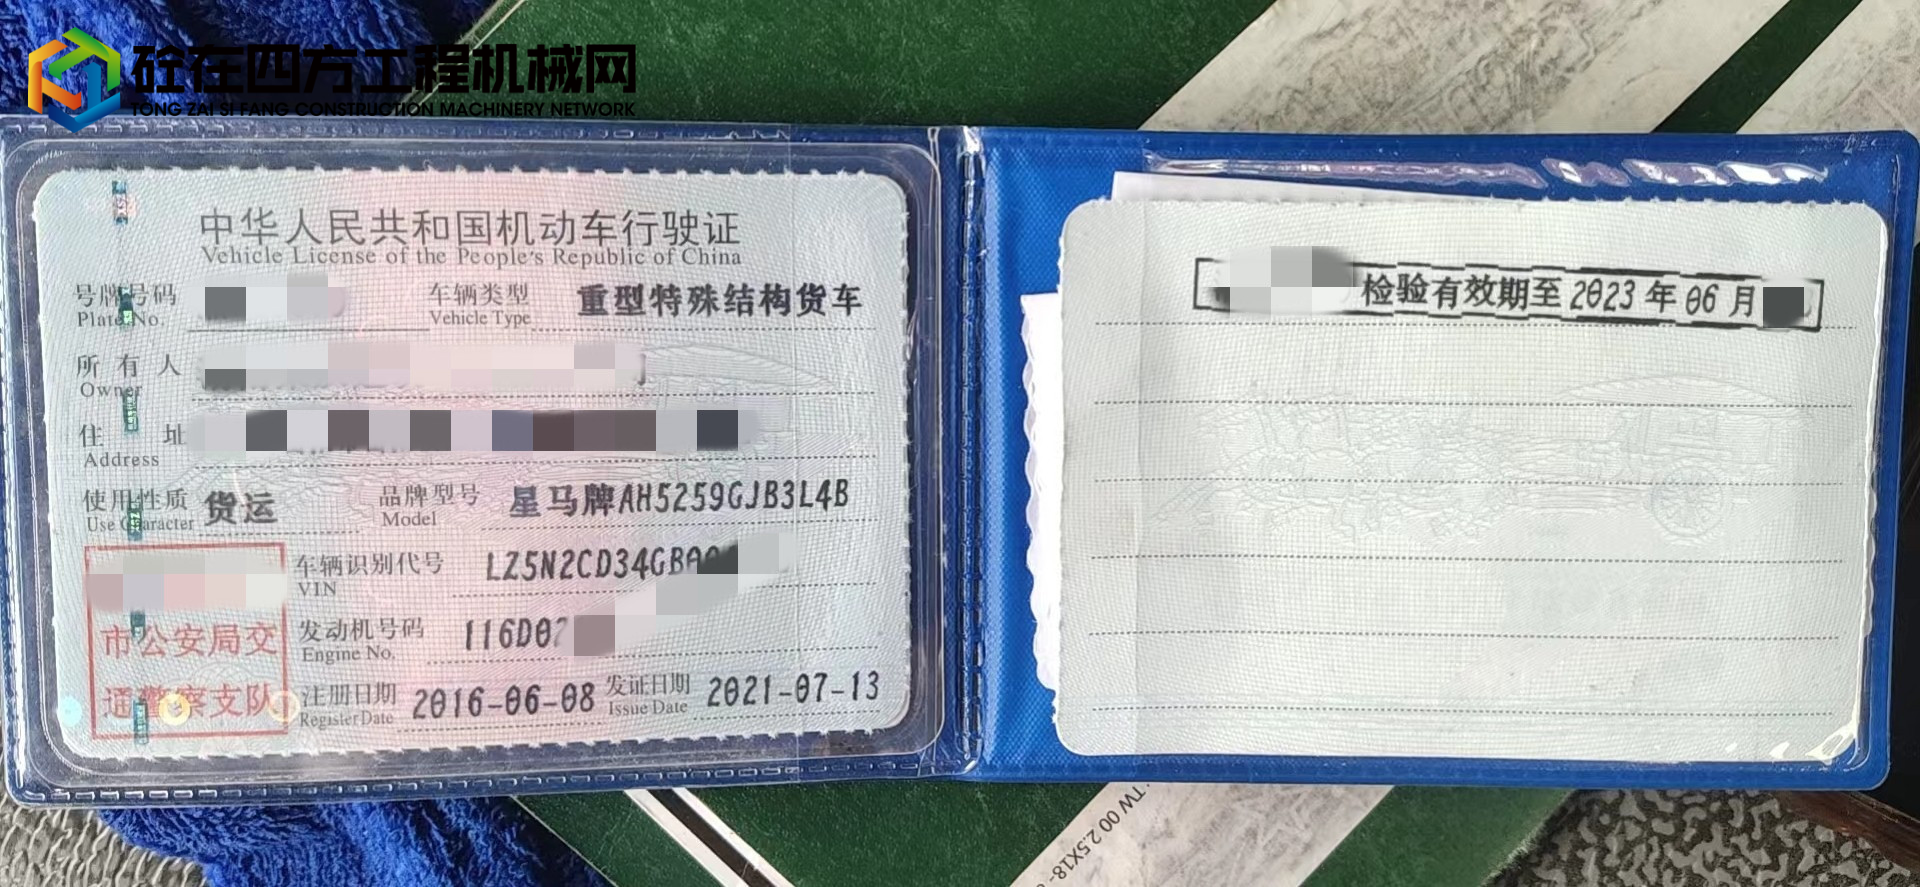 砼在四方工程机械网
TONG ZAI SI FANG CONSTRUCTION MACHINERY NETWORK
中华人民共和国机动车行驶证
Vehicle License of the People's Republic of China
号牌号码 车辆类型 重型特殊结构货车
Plate No. Vehicle Type
所有人
Owner
住址
Address
使用性质 货运 品牌型号 星马牌AH5259GJB3L4B
Use Character Model
车辆识别代号 LZ5N2CD34GB
VIN
市公安局交
通警察支队
发动机号码 116D0
Engine No.
注册日期 2016-06-08 发证日期 2021-07-13
Register Date Issue Date
检验有效期至2023年06月
TW 00 2.5X18-